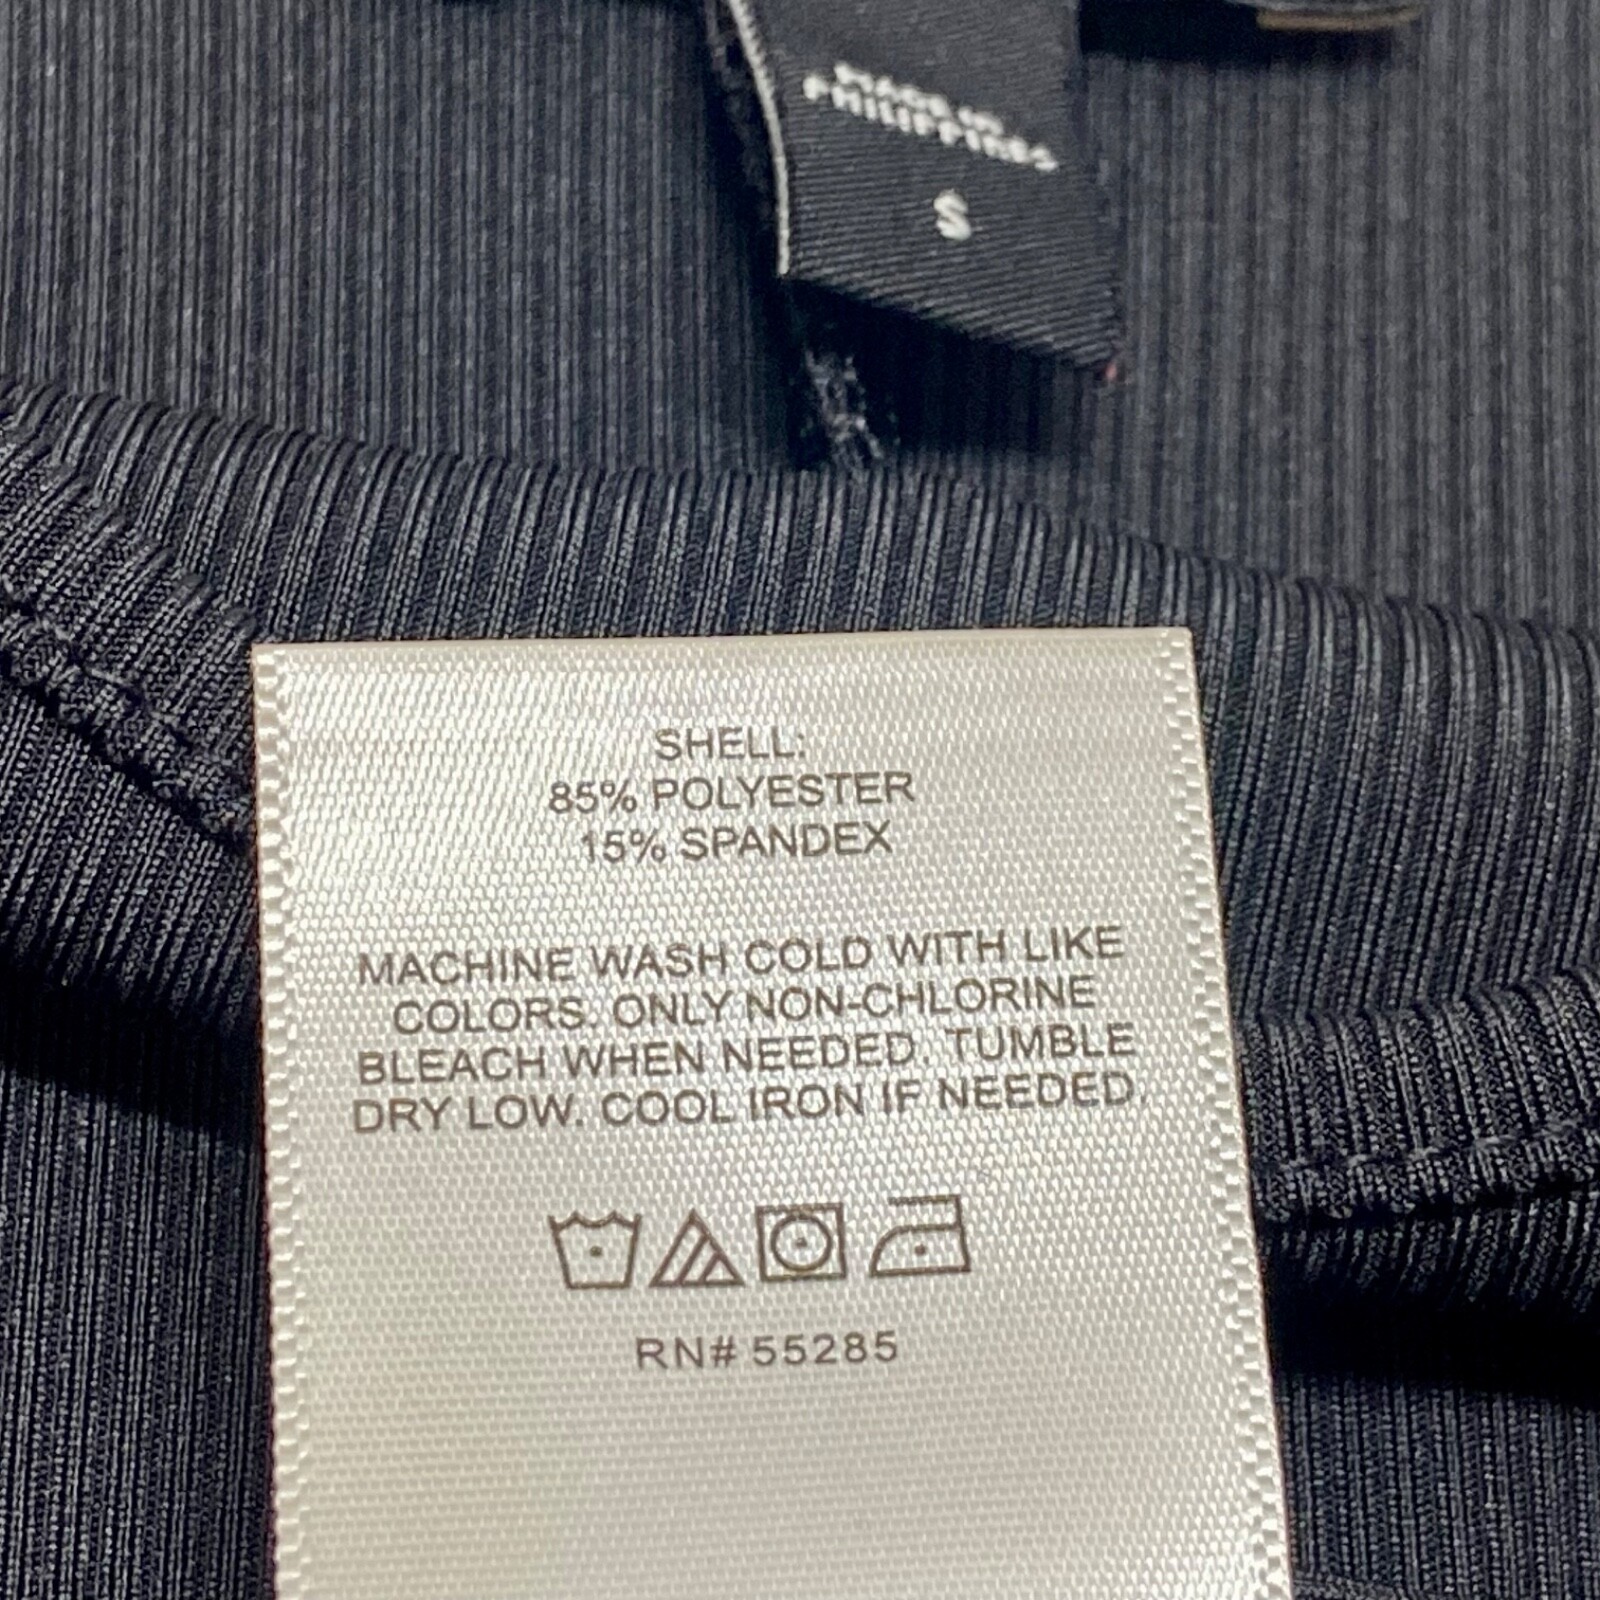 MADE IN
PHILIPPINES
S
SHELL:
85% POLYESTER
15% SPANDEX
MACHINE WASH COLD WITH LIKE
COLORS. ONLY NON-CHLORINE
BLEACH WHEN NEEDED. TUMBLE
DRY LOW. COOL IRON IF NEEDED.
RN# 55285